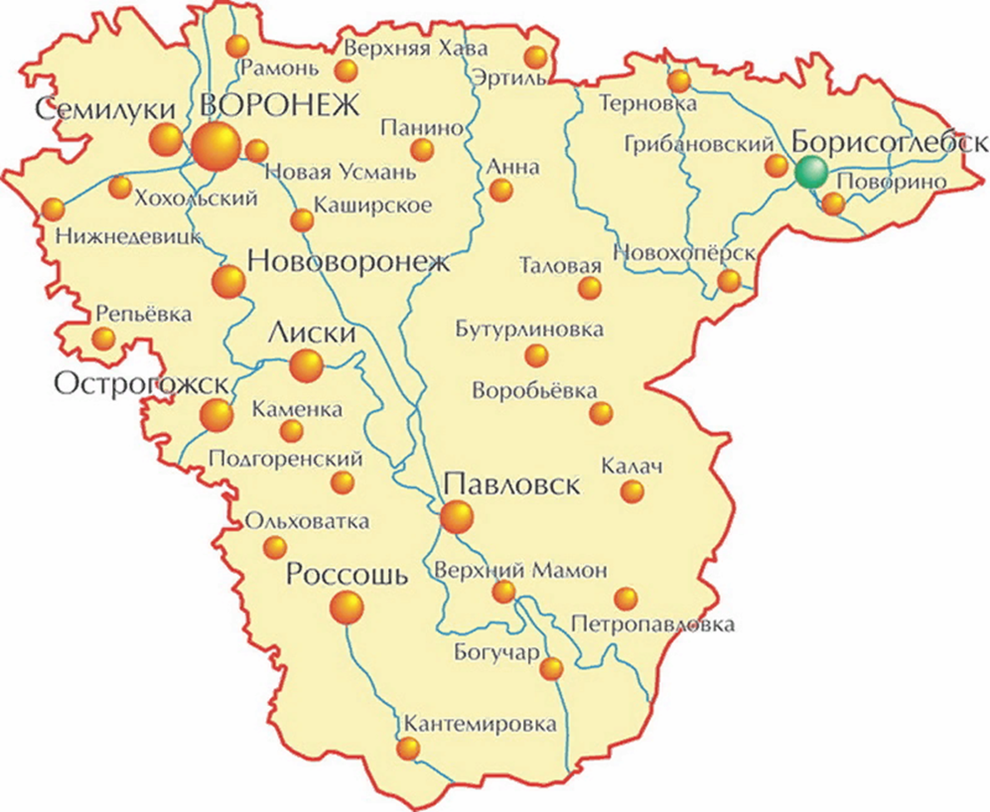 Верхняя Хава
Рамонь
Эртиль
Терновка
Семилуки
ВОРОНЕЖ
Панино
Грибановский
Борисоглебск
Новая Усмань
Анна
Поворино
Хохольский
Каширское
Нижнедевицк
Нововоронеж
Таловая
Новохопёрск
Репьёвка
Лиски
Бутурлиновка
Острогожск
Воробьёвка
Каменка
Подгоренский
Калач
Павловск
Ольховатка
Россошь
Верхний Мамон
Петропавловка
Богучар
Кантемировка